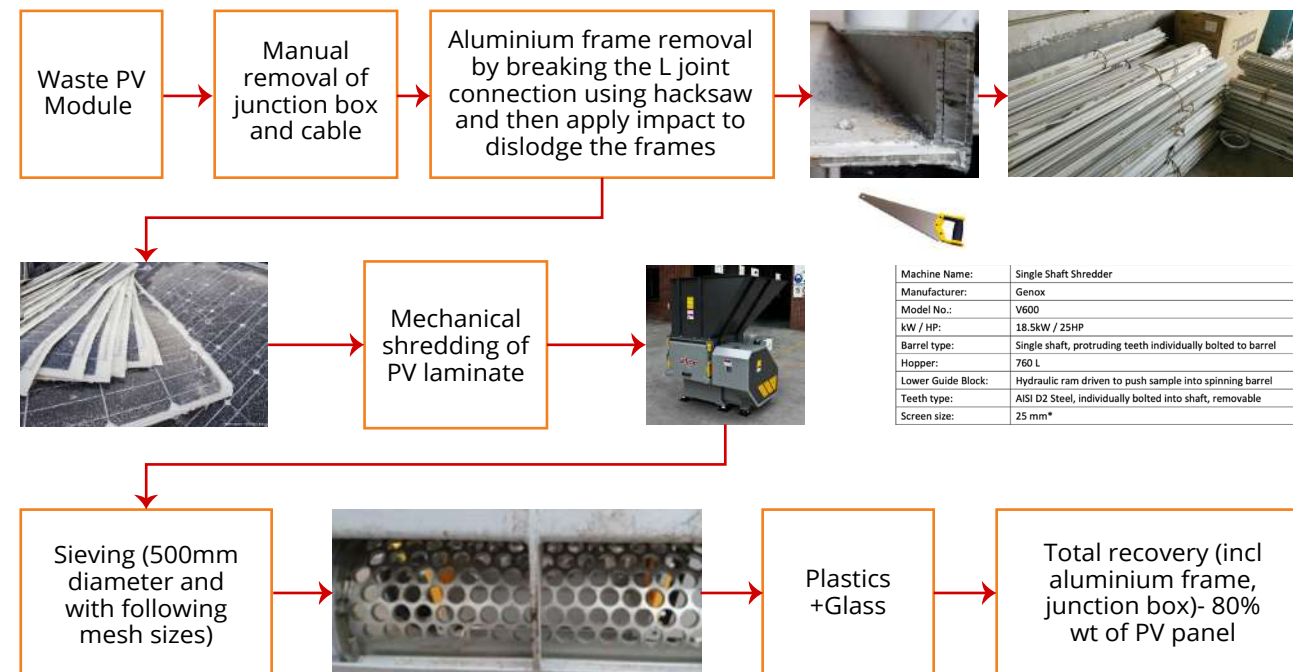 Waste PV
Module
Manual
removal of
junction box
and cable
Aluminium frame removal
by breaking the L joint
connection using hacksaw
and then apply impact to
dislodge the frames
Mechanical
shredding of
PV laminate
Machine Name: Single Shaft Shredder
Manufacturer: Genox
Model No.: V600
kW / HP: 18.5kW / 25HP
Barrel type: Single shaft, protruding teeth individually bolted to barrel
Hopper: 760 L
Lower Guide Block: Hydraulic ram driven to push sample into spinning barrel
Teeth type: AISI D2 Steel, individually bolted into shaft, removable
Screen size: 25 mm*
Sieving (500mm
diameter and
with following
mesh sizes)
Plastics
+Glass
Total recovery (incl
aluminium frame,
junction box)- 80%
wt of PV panel